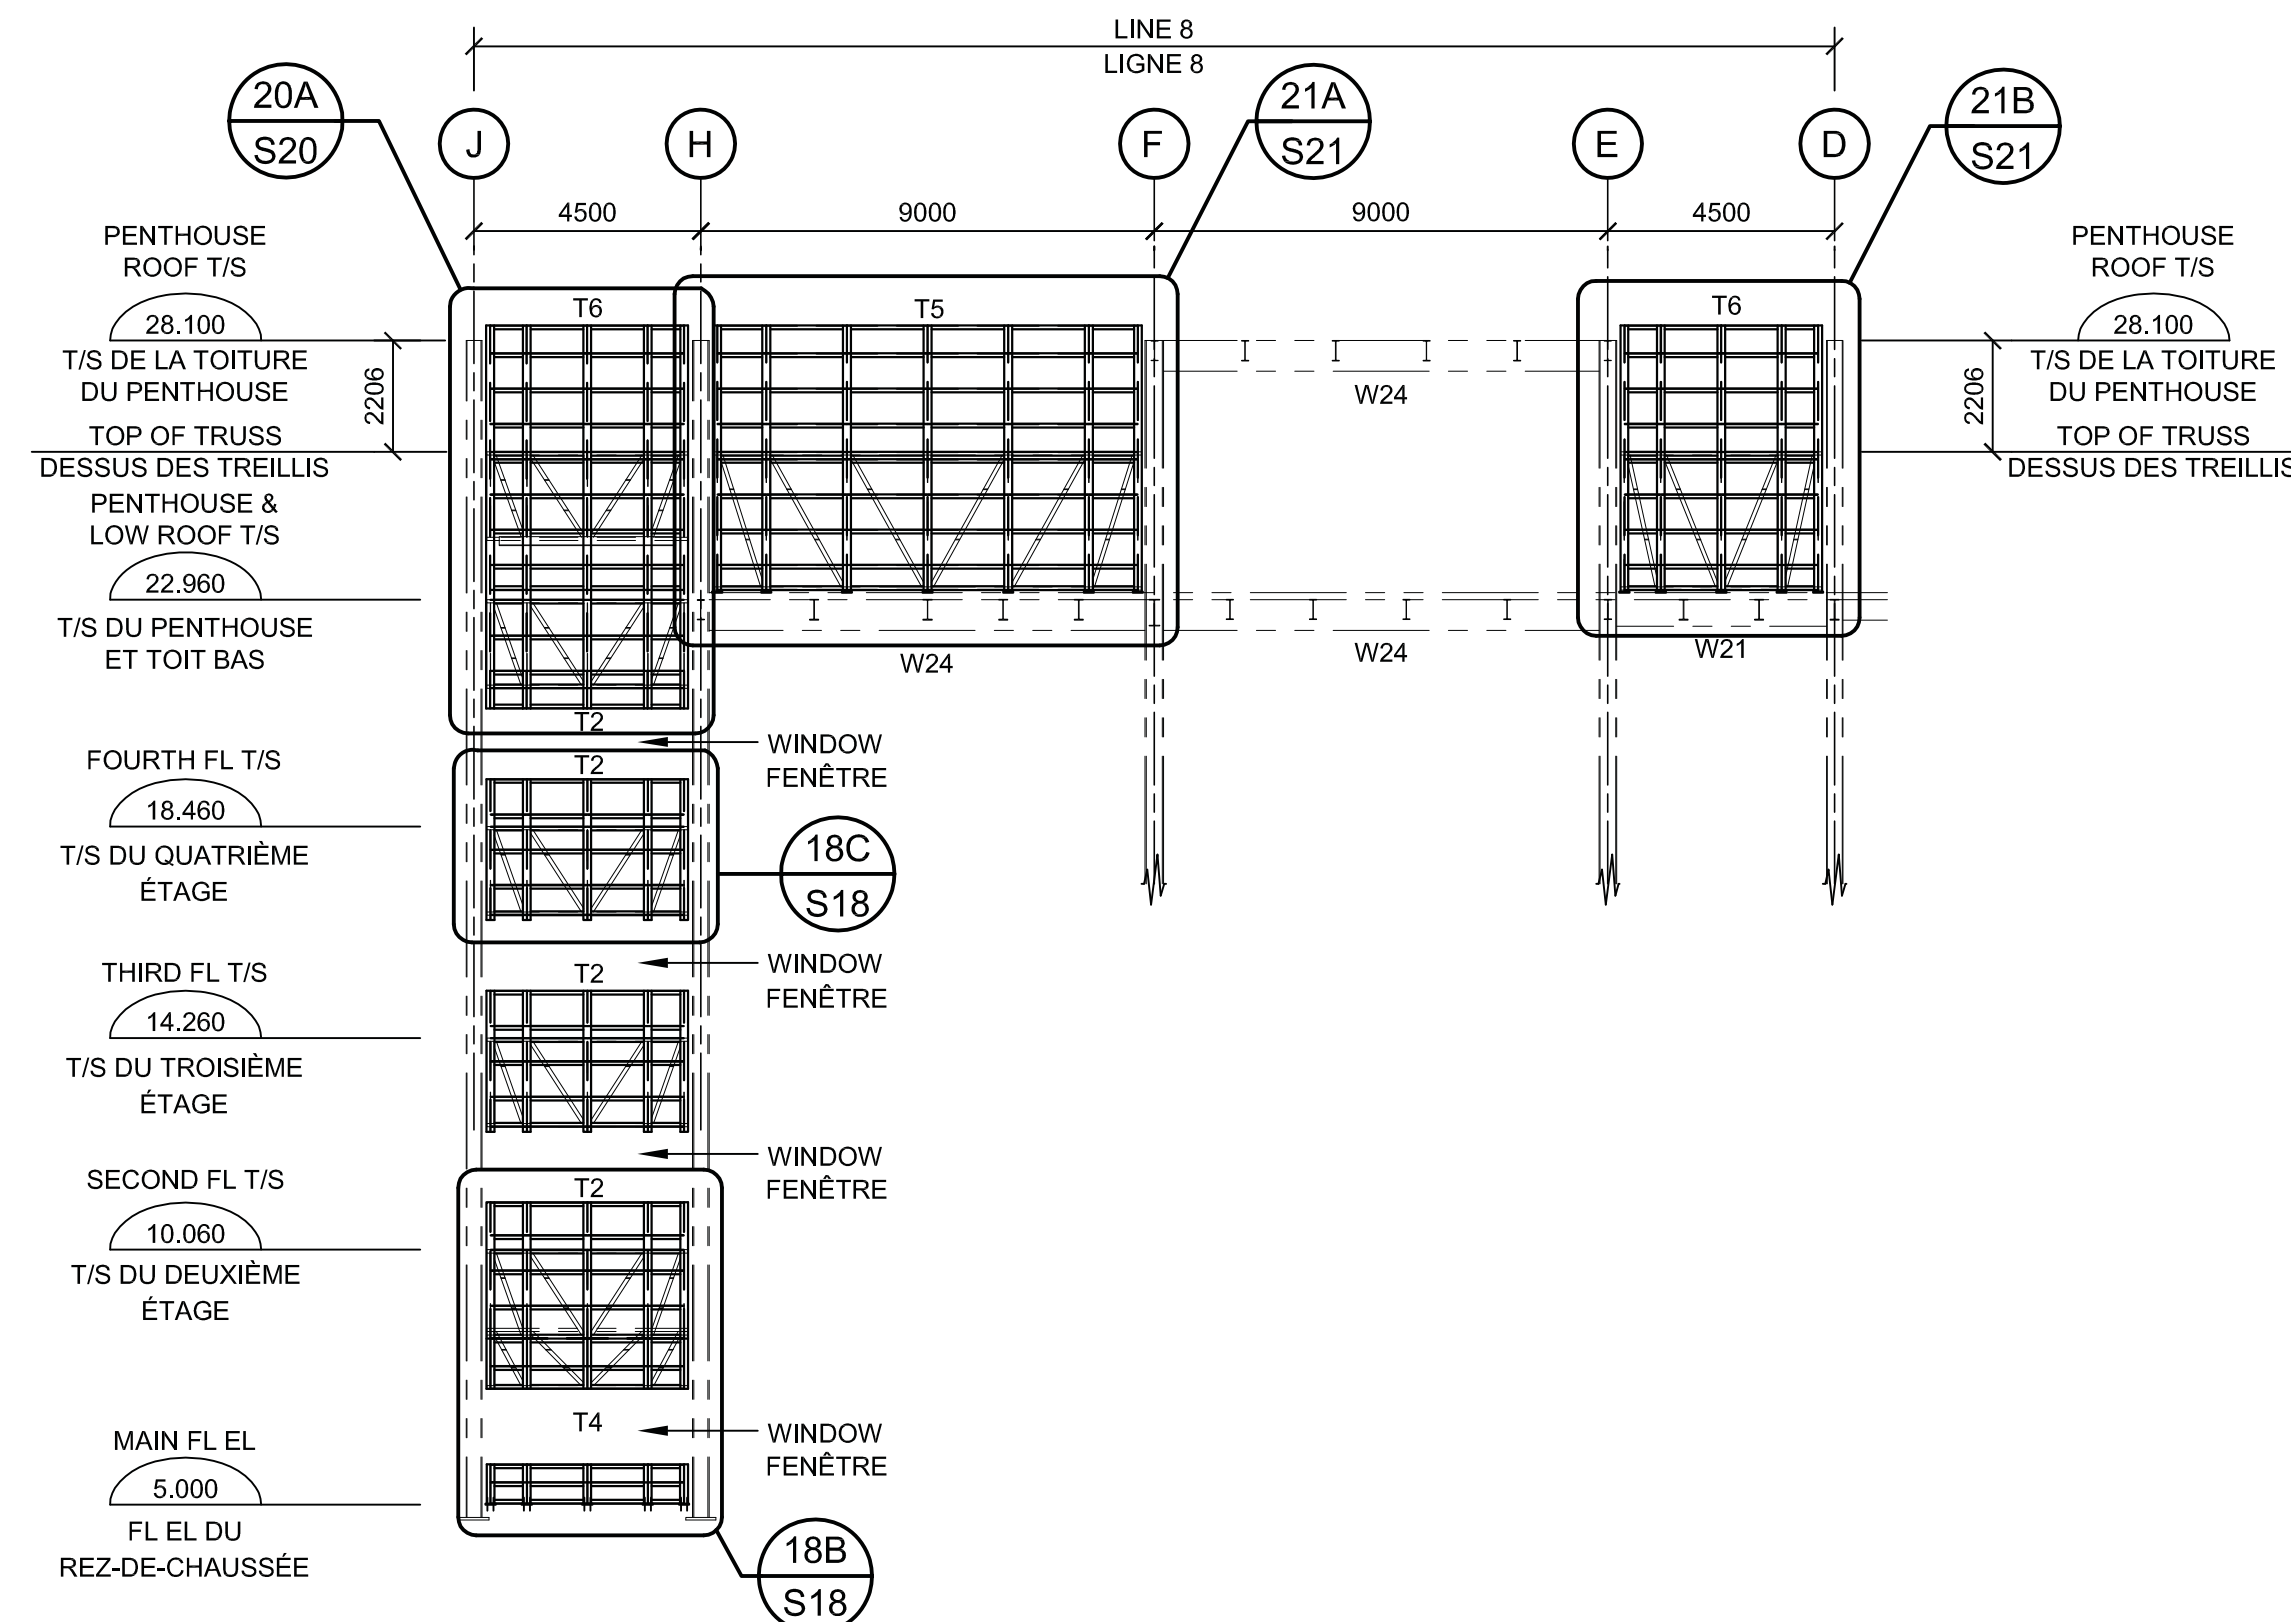 LINE 8
LIGNE 8
20A
S20
21A
S21
21B
S21
J
H
F
E
D
4500
9000
9000
4500
PENTHOUSE
ROOF T/S
28.100
T/S DE LA TOITURE
DU PENTHOUSE
2206
TOP OF TRUSS
DESSUS DES TREILLIS
PENTHOUSE &
LOW ROOF T/S
22.960
T/S DU PENTHOUSE
ET TOIT BAS
FOURTH FL T/S
18.460
T/S DU QUATRIÈME
ÉTAGE
THIRD FL T/S
14.260
T/S DU TROISIÈME
ÉTAGE
SECOND FL T/S
10.060
T/S DU DEUXIÈME
ÉTAGE
MAIN FL EL
5.000
FL EL DU
REZ-DE-CHAUSSÉE
T6
T5
T6
W24
W24
W24
W21
T2
WINDOW
FENÊTRE
T2
18C
S18
WINDOW
FENÊTRE
T2
WINDOW
FENÊTRE
T2
T4
WINDOW
FENÊTRE
18B
S18
PENTHOUSE
ROOF T/S
28.100
T/S DE LA TOITURE
DU PENTHOUSE
2206
TOP OF TRUSS
DESSUS DES TREILLIS